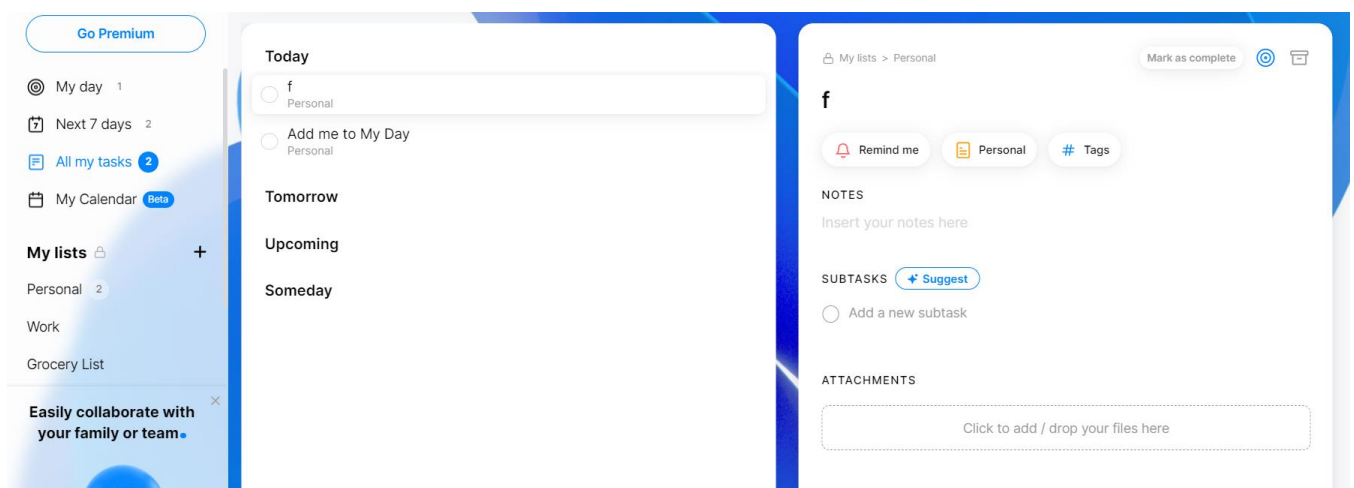 Go Premium
My day 1
7
Next 7 days 2
All my tasks 2
My Calendar Beta
My lists +
Personal 2
Work
Grocery List
Easily collaborate with
your family or team
Today
f
Personal
Add me to My Day
Personal
Tomorrow
Upcoming
Someday
My lists > Personal
Mark as complete
f
Remind me
Personal
# Tags
NOTES
Insert your notes here
SUBTASKS Suggest
Add a new subtask
ATTACHMENTS
Click to add / drop your files here